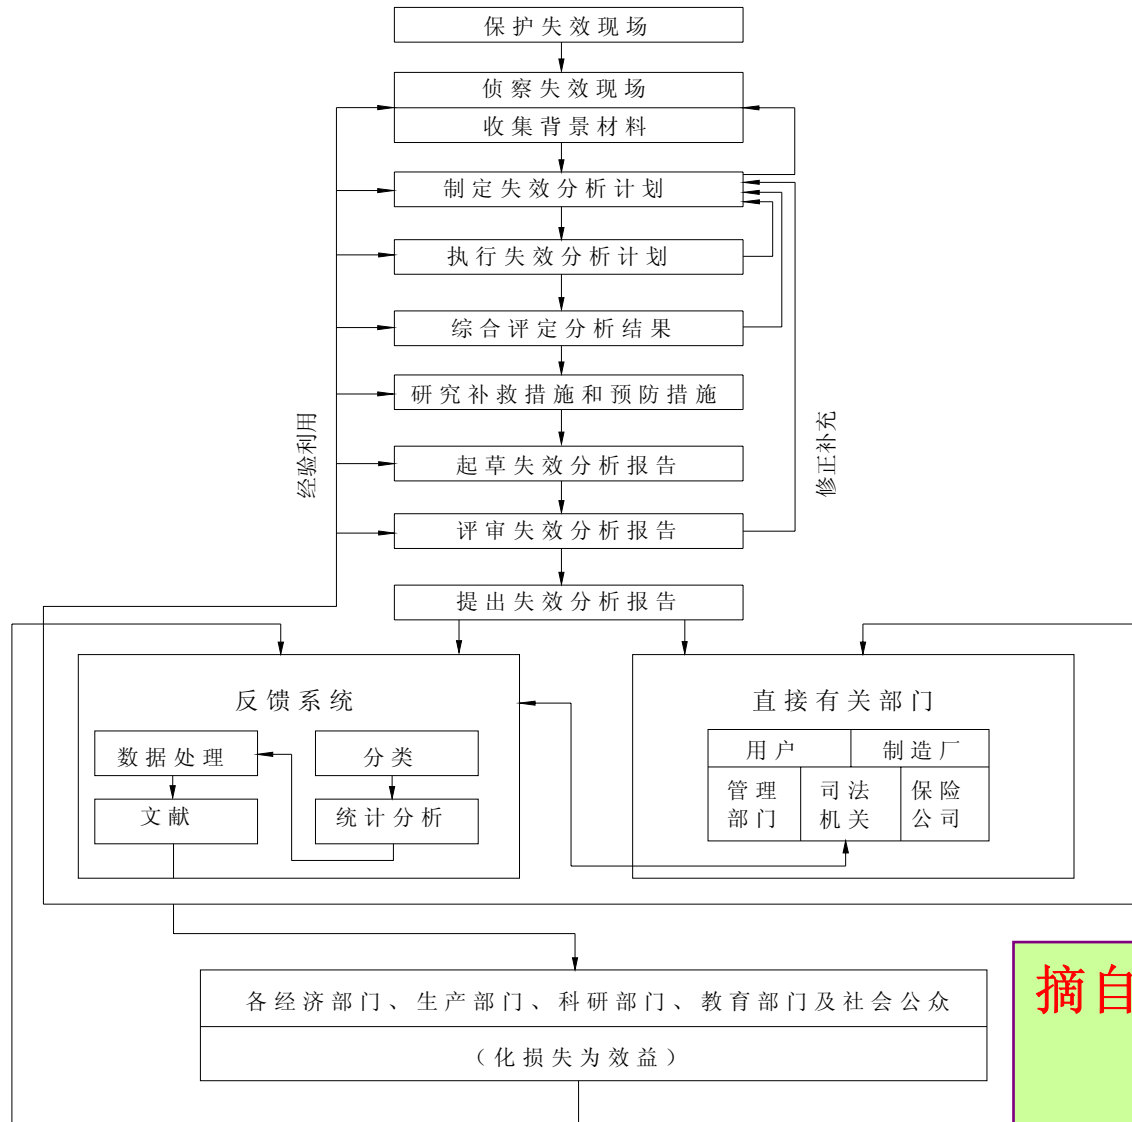 保护失效现场
侦察失效现场
收集背景材料
制定失效分析计划
执行失效分析计划
综合评定分析结果
研究补救措施和预防措施
经验利用
修正补充
起草失效分析报告
评审失效分析报告
提出失效分析报告
反馈系统
数据处理
分类
文献
统计分析
直接有关部门
用户
制造厂
管理
部门
司法
机关
保险
公司
各经济部门、生产部门、科研部门、教育部门及社会公众
（化损失为效益）
摘自